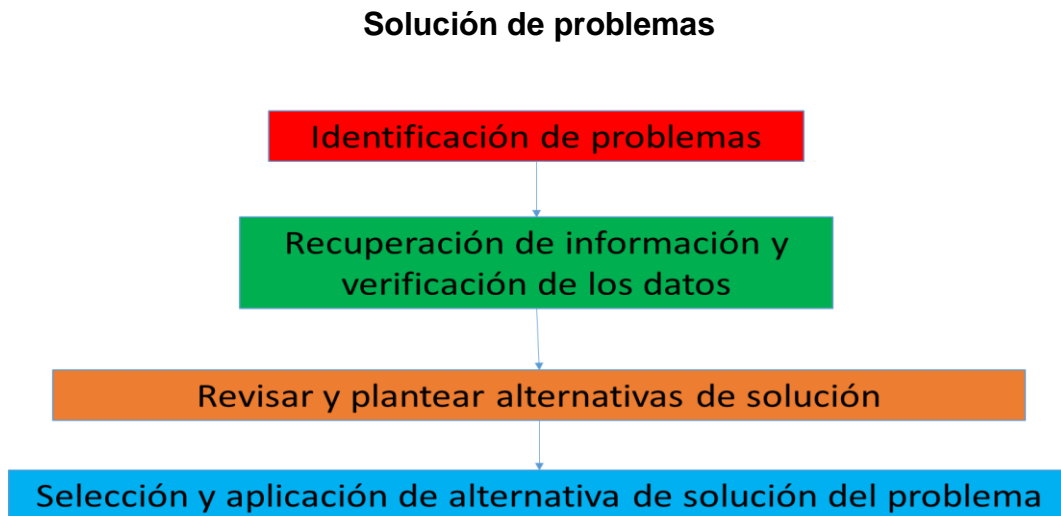 Solución de problemas
Identificación de problemas
Recuperación de información y
verificación de los datos
Revisar y plantear alternativas de solución
Selección y aplicación de alternativa de solución del problema